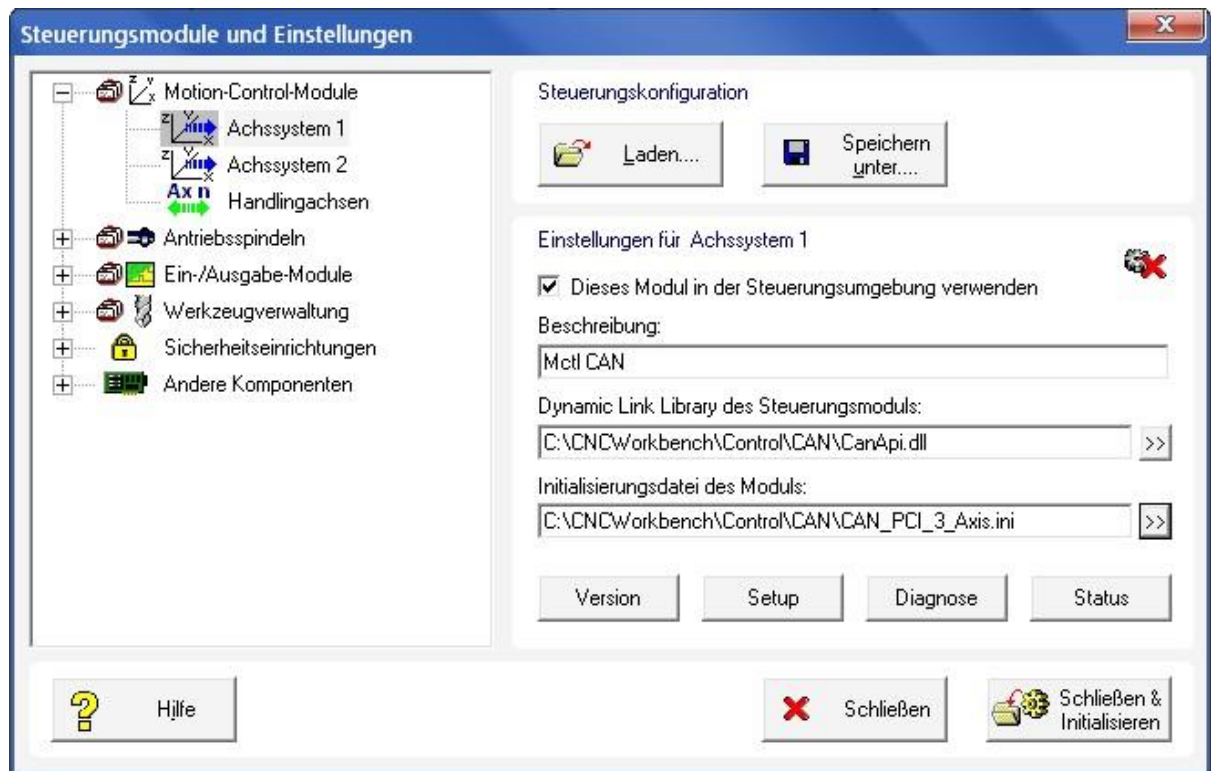 Steuerungsmodule und Einstellungen
Motion-Control-Module
Achssystem 1
Achssystem 2
Ax n
Handlingachsen
Antriebsspindeln
Ein-/Ausgabe-Module
Werkzeugverwaltung
Sicherheitseinrichtungen
Andere Komponenten
Steuerungskonfiguration
Laden....
Speichern
unter....
Einstellungen für Achssystem 1
Dieses Modul in der Steuerungsumgebung verwenden
Beschreibung:
Mctl CAN
Dynamic Link Library des Steuerungsmoduls:
C:\CNCWorkbench\Control\CAN\CanApi.dll >>
Initialisierungsdatei des Moduls:
C:\CNCWorkbench\Control\CAN\CAN_PCI_3_Axis.ini >>
Version Setup Diagnose Status
Hilfe Schließen
Schließen &
Initialisieren